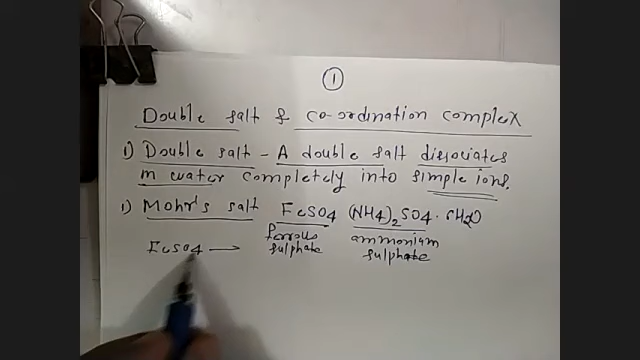 1
Double salt & co-ordination complex
1) Double salt - A double salt dissociates
in water completely into simple ions.
1) Mohr's salt FeSO4 (NH4)2SO4. 6H2O
ferrous ammonium
sulphate sulphate
FeSO4 →